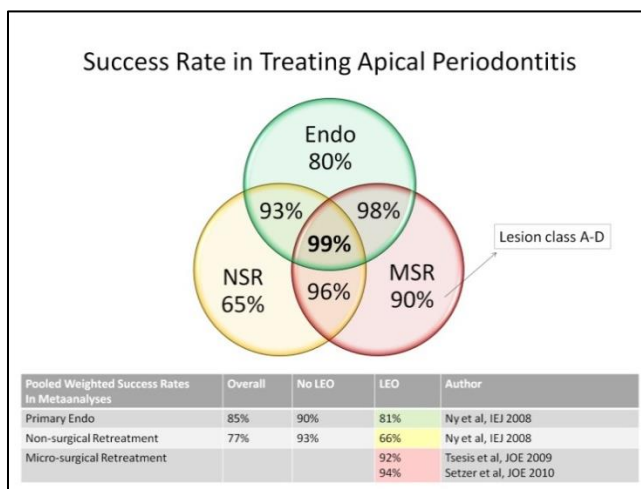 Success Rate in Treating Apical Periodontitis
Endo
80%
93%
98%
99%
Lesion class A-D
NSR
65%
96%
MSR
90%
Pooled Weighted Success Rates In Metaanalyses Overall No LEO LEO Author
Primary Endo 85% 90% 81% Ny et al, IEJ 2008
Non-surgical Retreatment 77% 93% 66% Ny et al, IEJ 2008
Micro-surgical Retreatment 92% Tsesis et al, JOE 2009
94% Setzer et al, JOE 2010